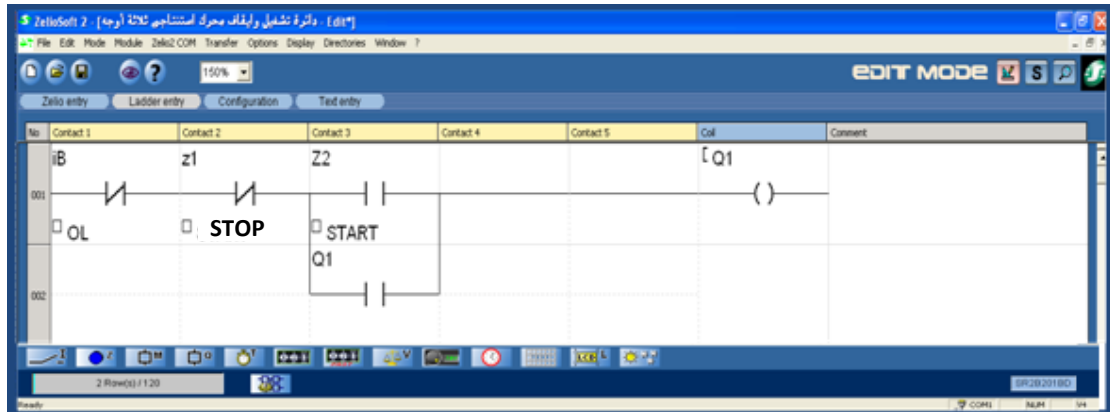 ZelioSoft 2 - [دائرة تشغيل وإيقاف محرك استنتاجي ثلاثة أوجه - Edit*]
File Edit Mode Module Zelio2 COM Transfer Options Display Directories Window ?
150% EDIT MODE S
Zelio entry Ladder entry Configuration Text entry
No Contact 1 Contact 2 Contact 3 Contact 4 Contact 5 Coil Comment
iB z1 Z2 [ Q1
001
OL STOP START
Q1
002
2 Row(s) / 120 SR2B201BD
Ready COM1 NUM V4